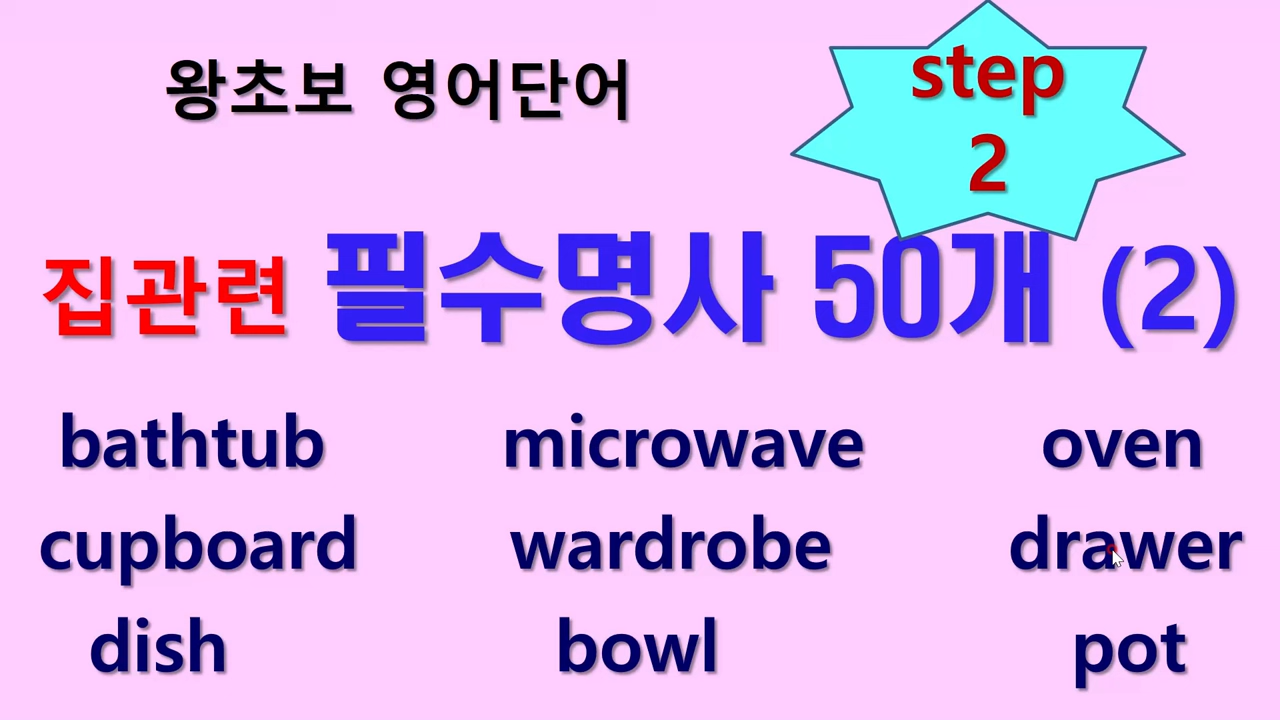 왕초보 영어단어
step
2
집관련 필수명사 50개 (2)
bathtub microwave oven
cupboard wardrobe drawer
dish bowl pot